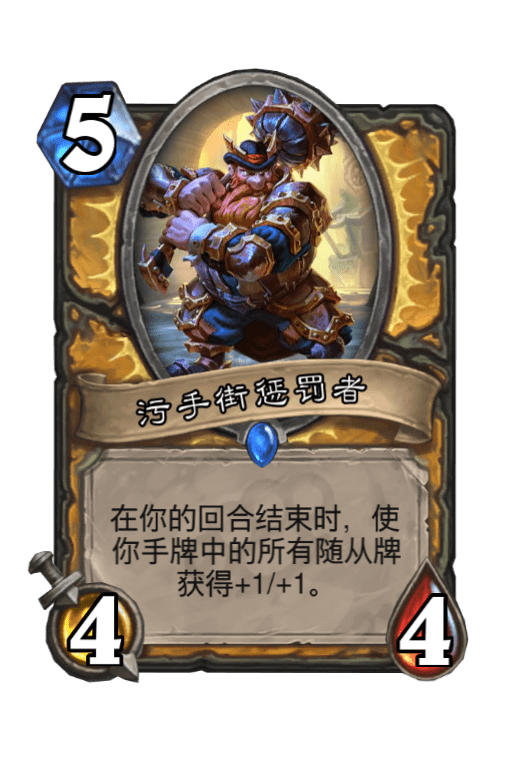 5
污手街惩罚者
在你的回合结束时，使
你手牌中的所有随从牌
获得+1/+1。
4
4